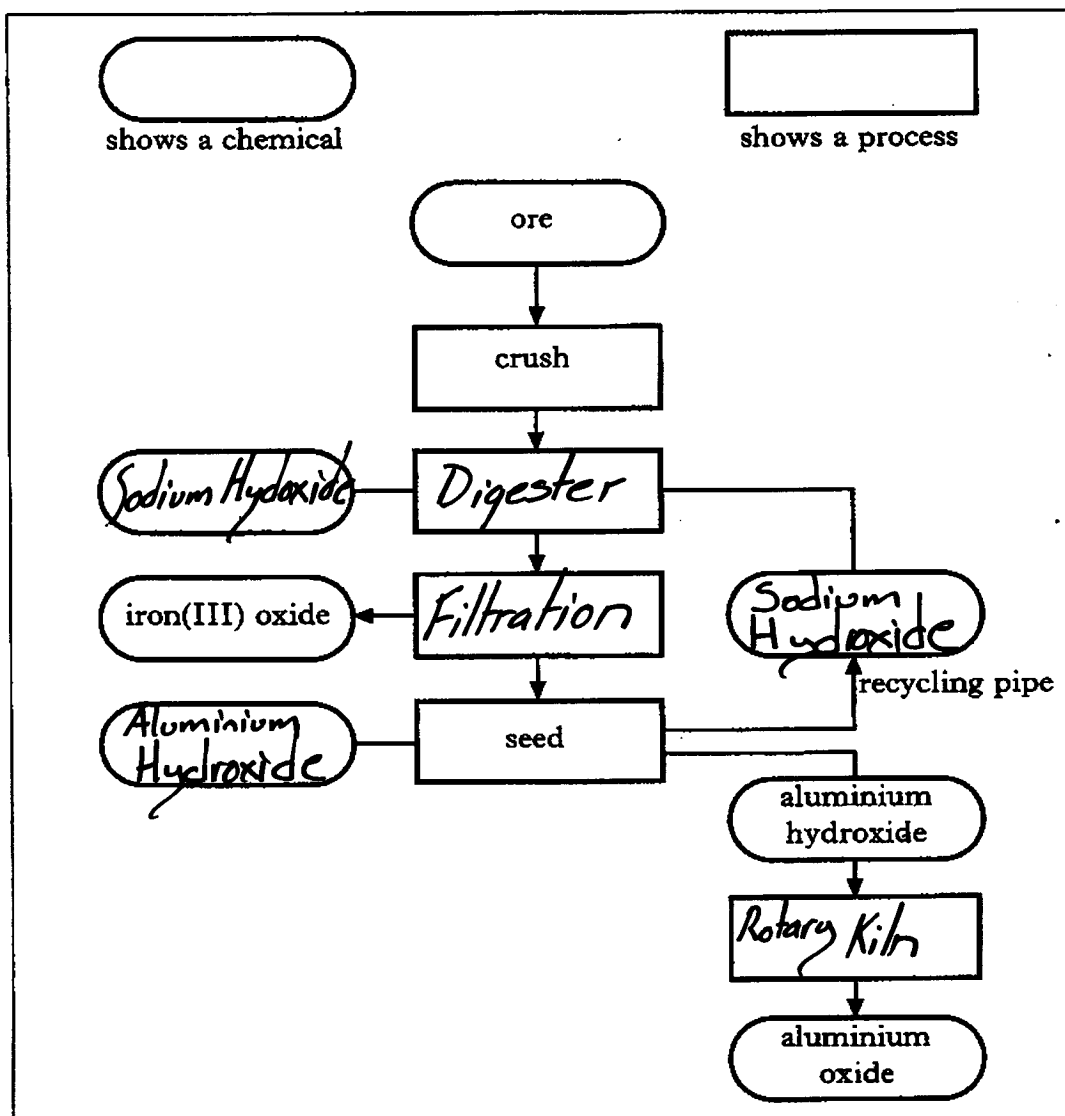 shows a chemical
shows a process
ore
crush
Sodium Hydoxide
Digester
iron(III) oxide
Filtration
Sodium
Hydroxide
recycling pipe
Aluminium
Hydroxide
seed
aluminium
hydroxide
Rotary Kiln
aluminium
oxide